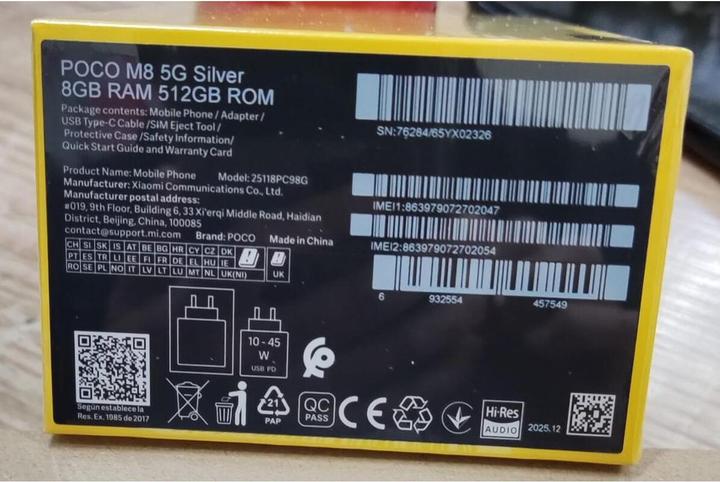 POCO M8 5G Silver
8GB RAM 512GB ROM
Package contents: Mobile Phone / Adapter /
USB Type-C Cable /SIM Eject Tool /
Protective Case /Safety Information/
Quick Start Guide and Warranty Card
Product Name: Mobile Phone Model: 25118PC98G
Manufacturer: Xiaomi Communications Co., Ltd.
Manufacturer postal address:
#019, 9th Floor, Building 6, 33 Xi'erqi Middle Road, Haidian
District, Beijing, China, 100085
contact@support.mi.com Brand: POCO Made in China
CH SI SK IS AT BE BG HR CY CZ DK
PT ES TR LI EE FI FR DE EL HU IE
RO SE PL NO IT LV LT LU MT NL UK(NI)
UK
SN:76284/65YX02326
IMEI1:863979072702047
IMEI2:863979072702054
6 932554 457549
10 - 45
W
USB PD
Según establece la
Res. Ex. 1985 de 2017
21
PAP
QC
PASS
CE
Hi-Res
AUDIO
2025.12